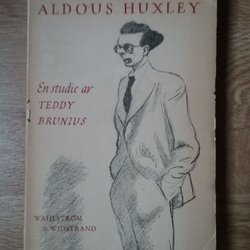 ALDOUS HUXLEY
En studie av
TEDDY
BRUNIUS
WAHLSTRÖM
& WIDSTRAND